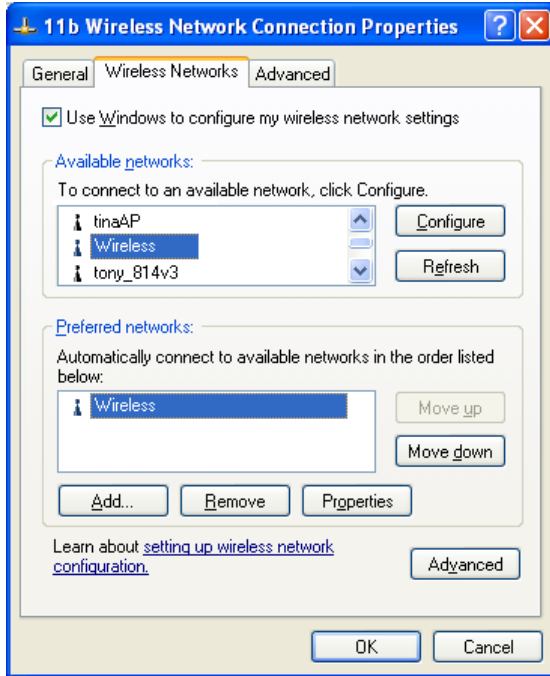 11b Wireless Network Connection Properties
General Wireless Networks Advanced
Use Windows to configure my wireless network settings
Available networks:
To connect to an available network, click Configure.
tinaAP
Wireless
tony_814v3
Configure
Refresh
Preferred networks:
Automatically connect to available networks in the order listed
below:
Wireless
Move up
Move down
Add... Remove Properties
Learn about setting up wireless network
configuration.
Advanced
OK Cancel